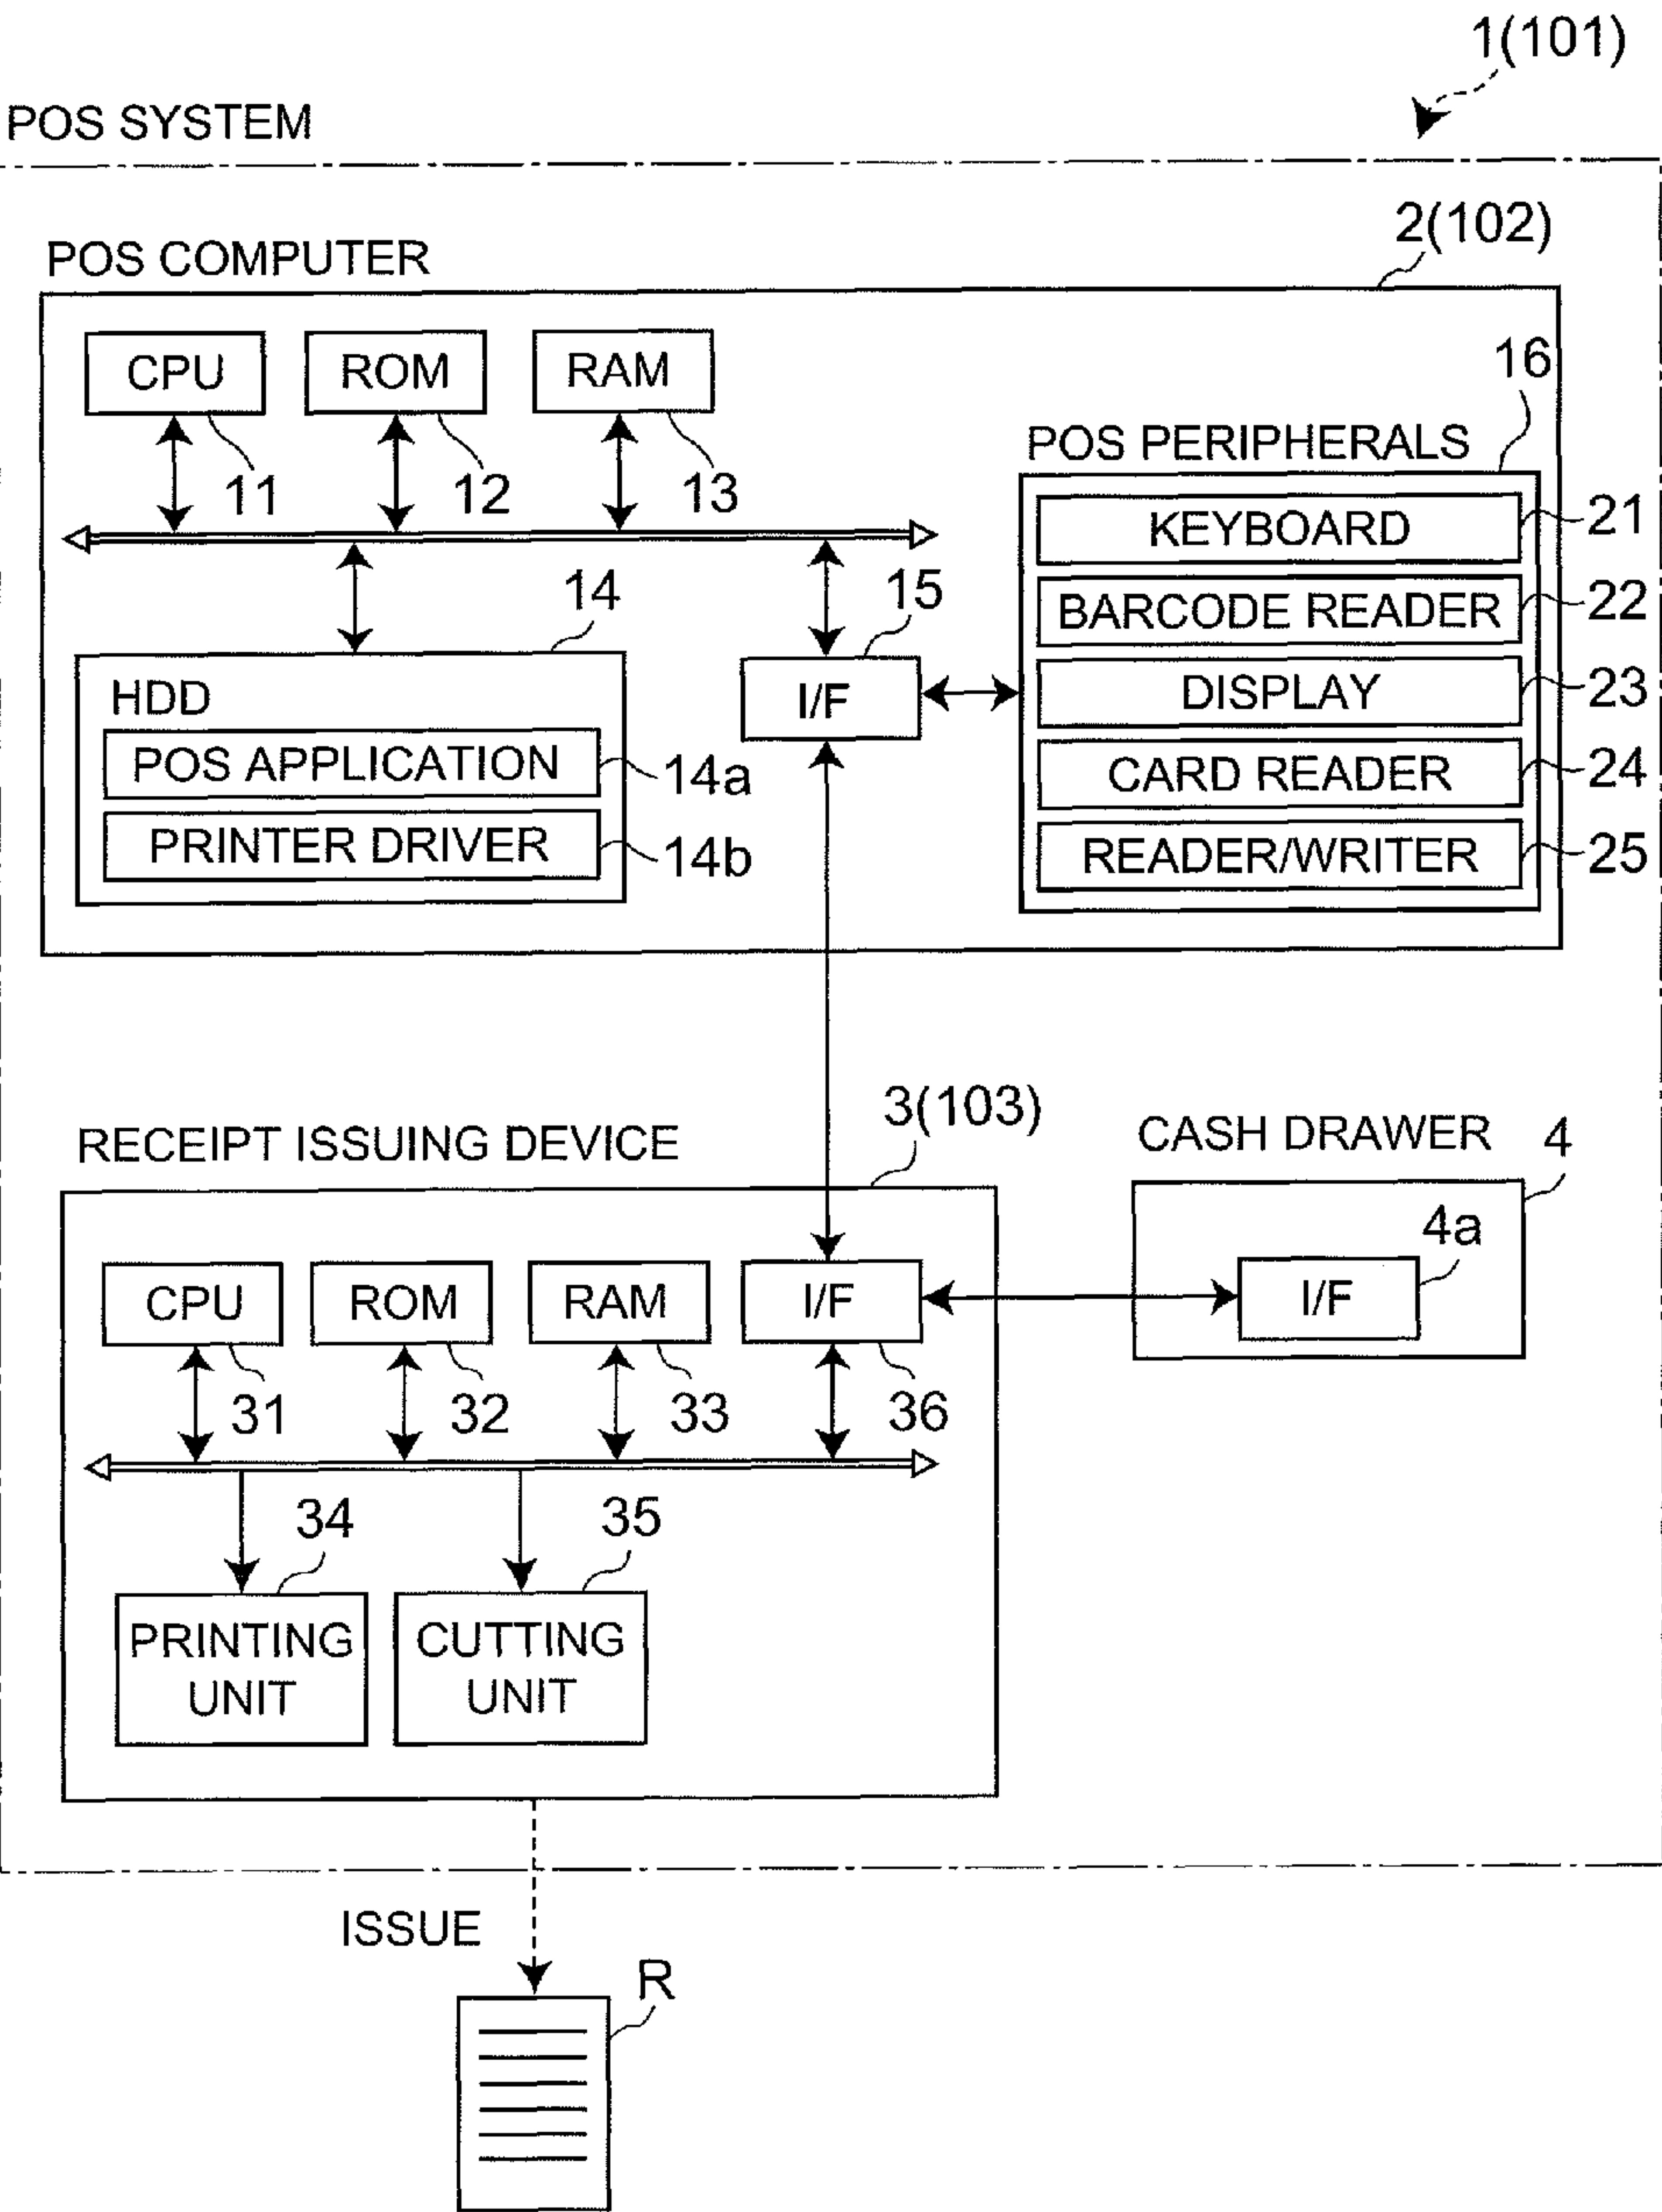 1(101)
POS SYSTEM
2(102)
POS COMPUTER
CPU
ROM
RAM
16
POS PERIPHERALS
11
12
13
KEYBOARD
21
14
15
BARCODE READER
22
HDD
I/F
DISPLAY
23
POS APPLICATION
14a
CARD READER
24
PRINTER DRIVER
14b
READER/WRITER
25
3(103)
RECEIPT ISSUING DEVICE
CASH DRAWER
4
4a
CPU
ROM
RAM
I/F
I/F
31
32
33
36
34
35
PRINTING
UNIT
CUTTING
UNIT
ISSUE
R